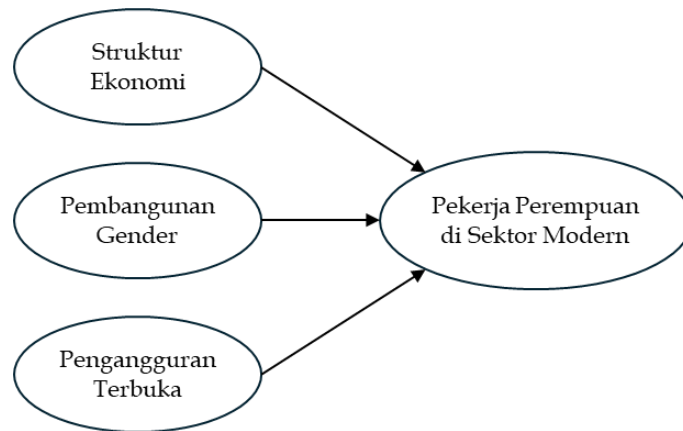 Struktur
Ekonomi
Pembangunan
Gender
Pekerja Perempuan
di Sektor Modern
Pengangguran
Terbuka